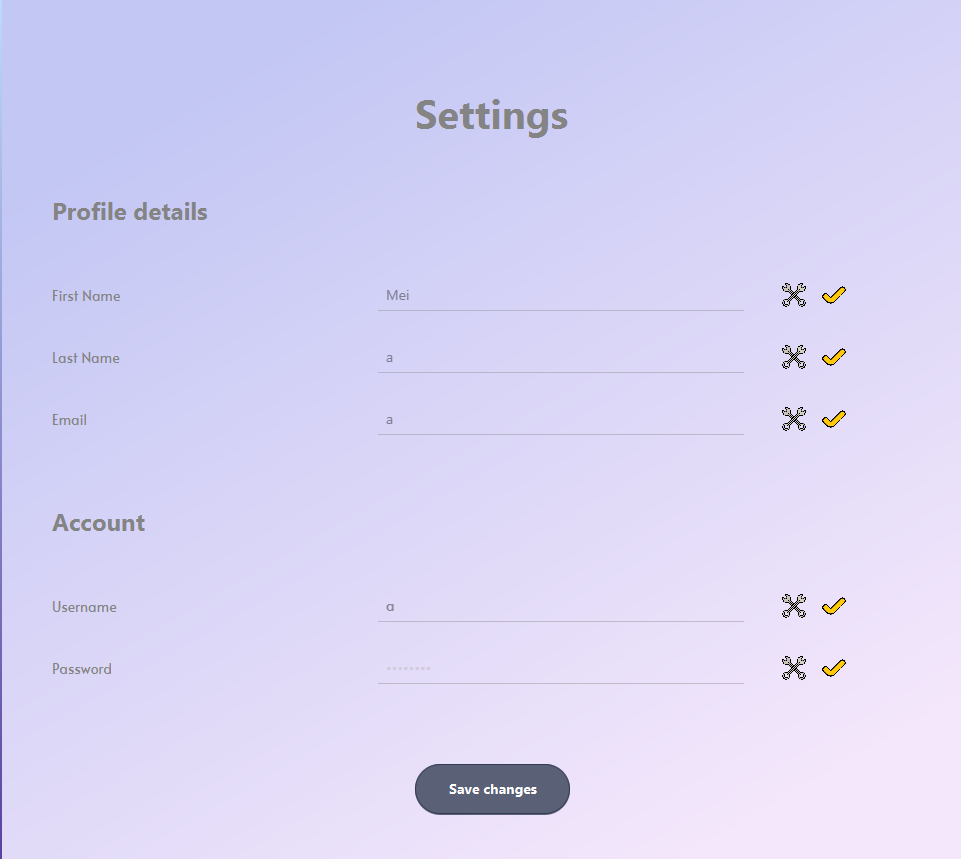 Settings
Profile details
First Name Mei
Last Name a
Email a
Account
Username a
Password ********
Save changes